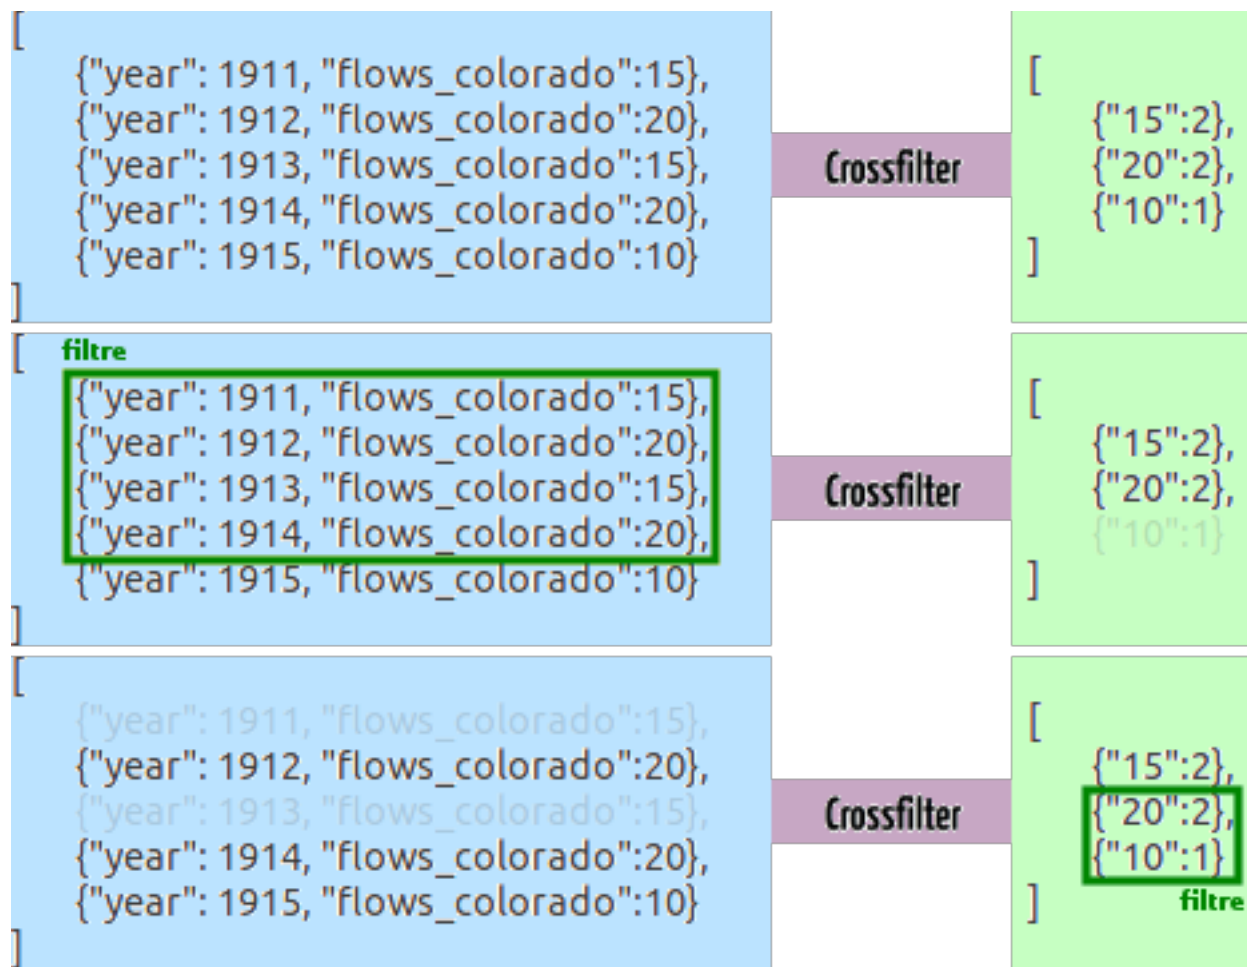 [
{"year": 1911, "flows_colorado":15},
{"year": 1912, "flows_colorado":20},
{"year": 1913, "flows_colorado":15},
{"year": 1914, "flows_colorado":20},
{"year": 1915, "flows_colorado":10}
]
Crossfilter
[
{"15":2},
{"20":2},
{"10":1}
]
[
filtre
{"year": 1911, "flows_colorado":15},
{"year": 1912, "flows_colorado":20},
{"year": 1913, "flows_colorado":15},
{"year": 1914, "flows_colorado":20},
{"year": 1915, "flows_colorado":10}
]
Crossfilter
[
{"15":2},
{"20":2},
{"10":1}
]
[
{"year": 1911, "flows_colorado":15},
{"year": 1912, "flows_colorado":20},
{"year": 1913, "flows_colorado":15},
{"year": 1914, "flows_colorado":20},
{"year": 1915, "flows_colorado":10}
]
Crossfilter
[
{"15":2},
{"20":2},
{"10":1}
]
filtre